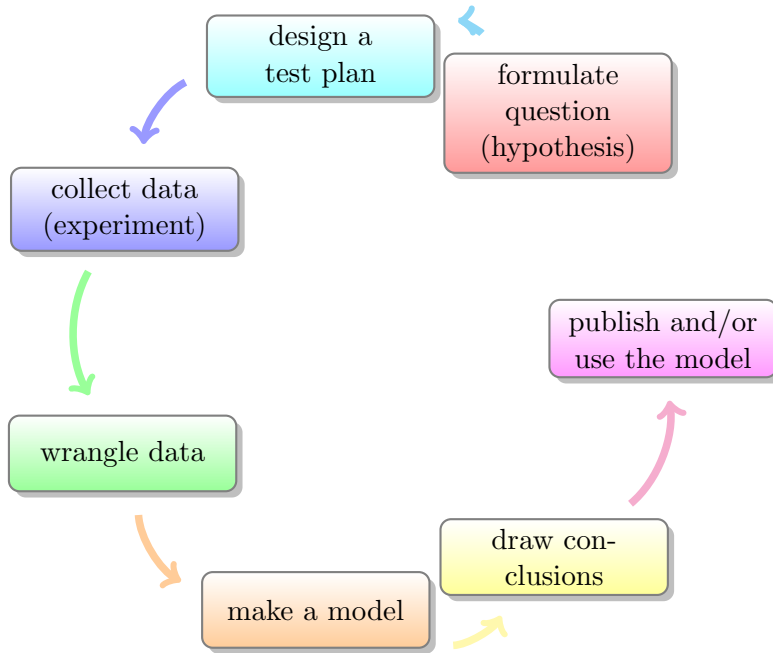 design a
test plan
formulate
question
(hypothesis)
collect data
(experiment)
publish and/or
use the model
wrangle data
draw con-
clusions
make a model